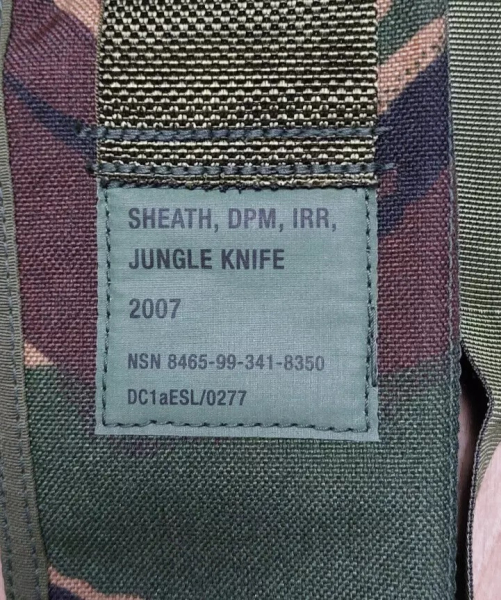 SHEATH, DPM, IRR,
JUNGLE KNIFE
2007
NSN 8465-99-341-8350
DC1aESL/0277